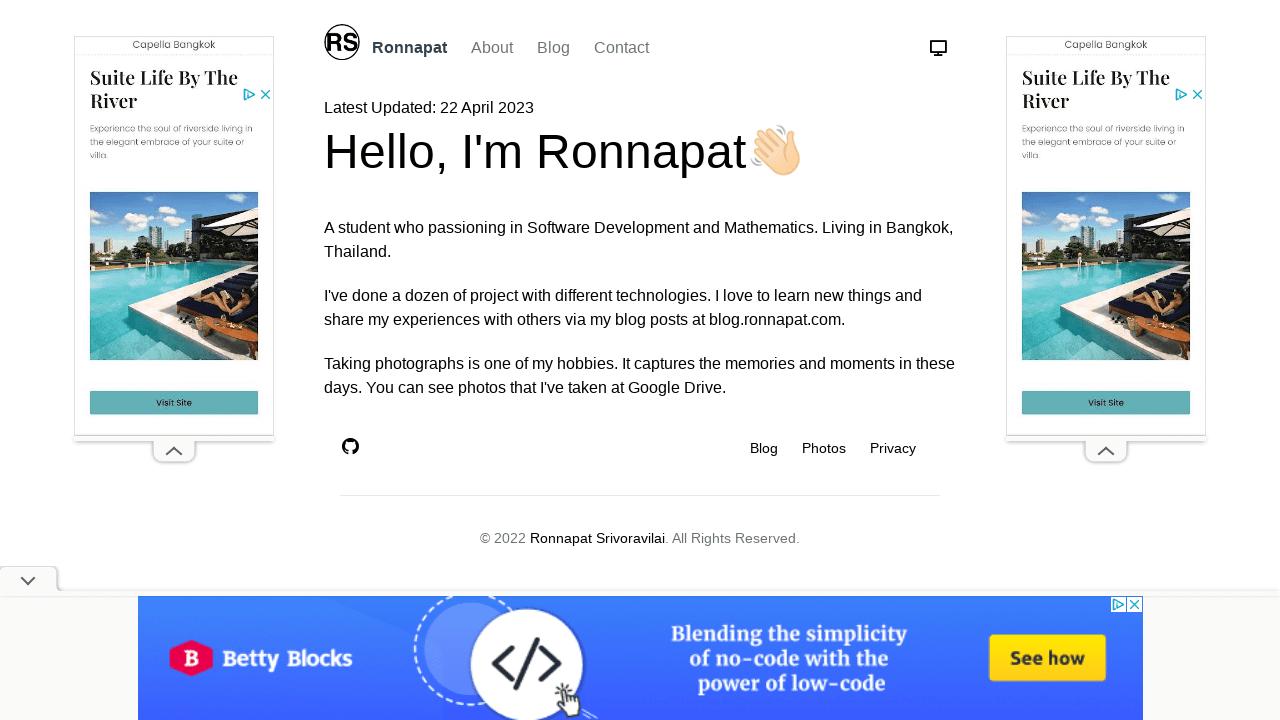 RS Ronnapat About Blog Contact
Latest Updated: 22 April 2023
Hello, I'm Ronnapat
A student who passioning in Software Development and Mathematics. Living in Bangkok,
Thailand.
I've done a dozen of project with different technologies. I love to learn new things and
share my experiences with others via my blog posts at blog.ronnapat.com.
Taking photographs is one of my hobbies. It captures the memories and moments in these
days. You can see photos that I've taken at Google Drive.
Blog Photos Privacy
© 2022 Ronnapat Srivoravilai. All Rights Reserved.
Capella Bangkok
Suite Life By The
River
Experience the soul of riverside living in
the elegant embrace of your suite or
villa.
Visit Site
Capella Bangkok
Suite Life By The
River
Experience the soul of riverside living in
the elegant embrace of your suite or
villa.
Visit Site
B Betty Blocks
</>
Blending the simplicity
of no-code with the
power of low-code
See how